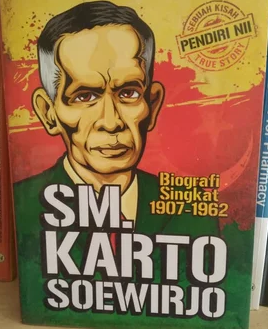 SEBUAH KISAH
PENDIRI NII
TRUE STORY
Biografi
Singkat
1907-1962
SM.
KARTO
SOEWIRJO
Pharmacy